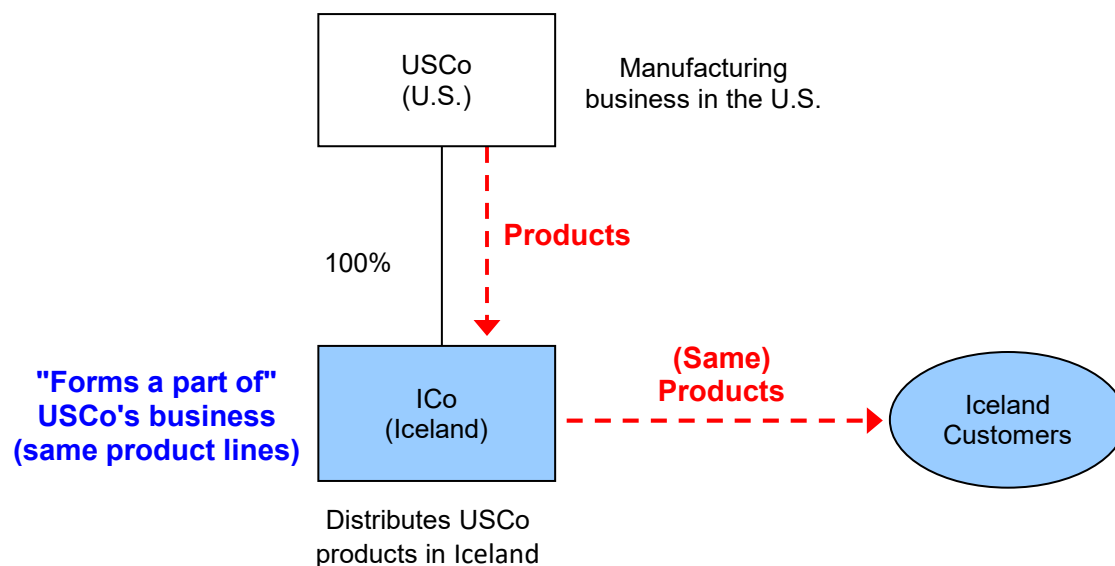 USCo
(U.S.)
Manufacturing
business in the U.S.
Products
100%
"Forms a part of"
USCo's business
(same product lines)
ICo
(Iceland)
(Same)
Products
Iceland
Customers
Distributes USCo
products in Iceland